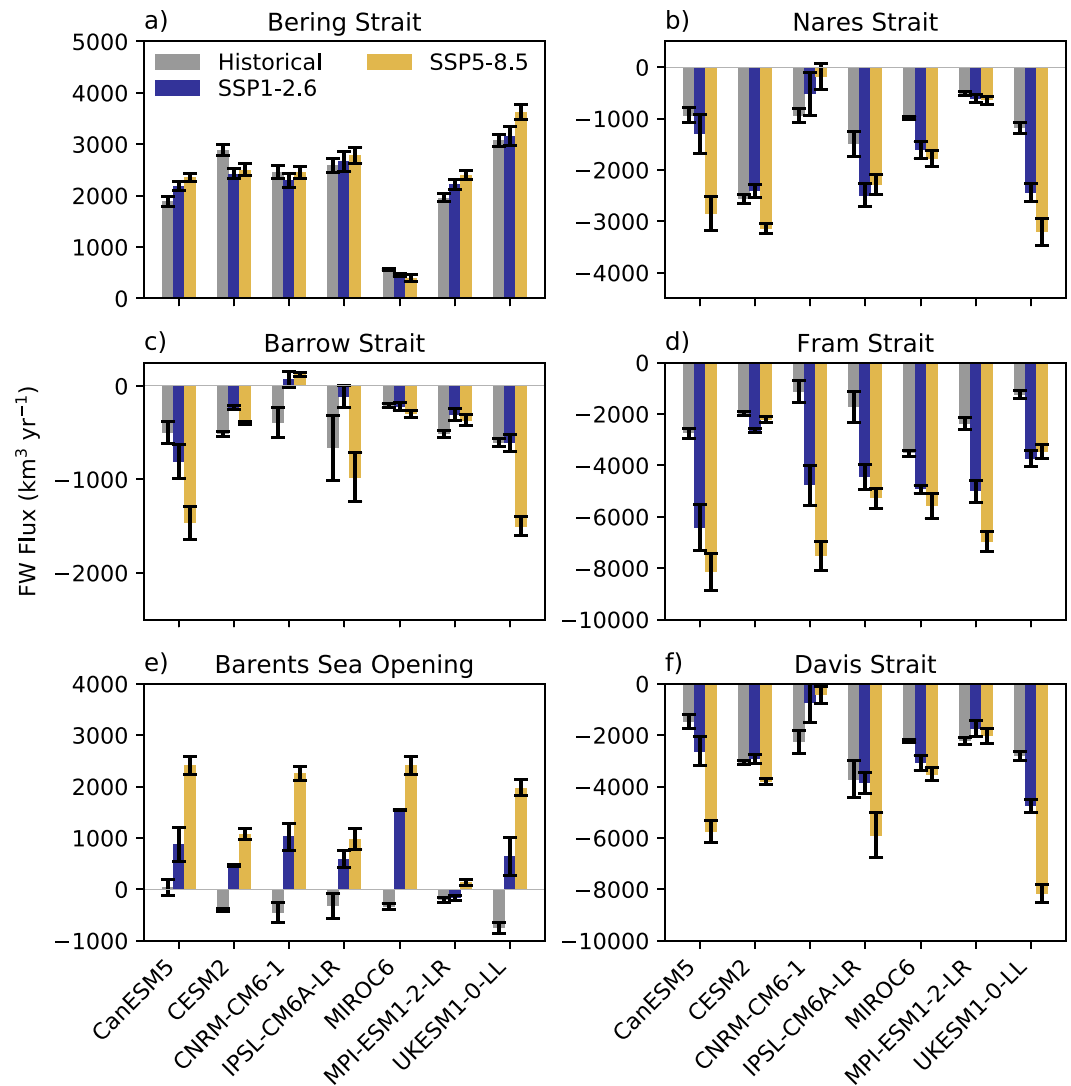 a) Bering Strait
b) Nares Strait
5000
4000
3000
2000
1000
0
Historical
SSP1-2.6
SSP5-8.5
0
−1000
−2000
−3000
−4000
c) Barrow Strait
d) Fram Strait
FW Flux (km³ yr⁻¹)
0
−1000
−2000
0
−2000
−4000
−6000
−8000
−10000
e) Barents Sea Opening
f) Davis Strait
4000
3000
2000
1000
0
−1000
0
−2000
−4000
−6000
−8000
−10000
CanESM5
CESM2
CNRM-CM6-1
IPSL-CM6A-LR
MIROC6
MPI-ESM1-2-LR
UKESM1-0-LL
CanESM5
CESM2
CNRM-CM6-1
IPSL-CM6A-LR
MIROC6
MPI-ESM1-2-LR
UKESM1-0-LL